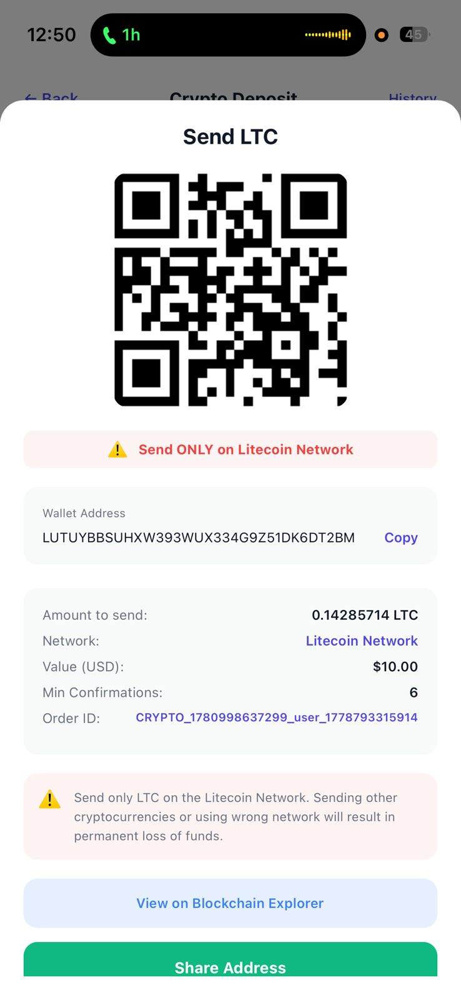 12:50
1h
45
← Back
Crypto Deposit
History
Send LTC
⚠️ Send ONLY on Litecoin Network
Wallet Address
LUTUYBBSUHXW393WUX334G9Z51DK6DT2BM
Copy
Amount to send: 0.14285714 LTC
Network: Litecoin Network
Value (USD): $10.00
Min Confirmations: 6
Order ID: CRYPTO_1780998637299_user_1778793315914
⚠️ Send only LTC on the Litecoin Network. Sending other
cryptocurrencies or using wrong network will result in
permanent loss of funds.
View on Blockchain Explorer
Share Address